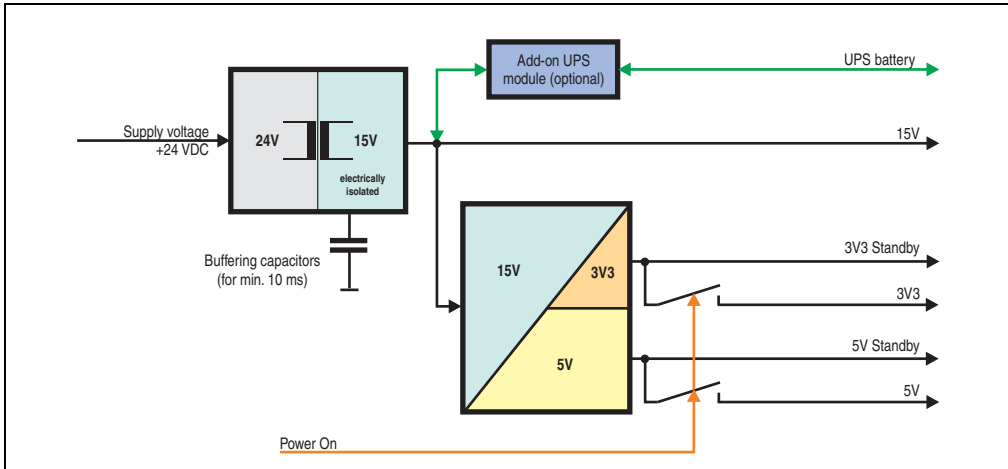 Add-on UPS
module (optional)
UPS battery
Supply voltage
+24 VDC
24V
15V
electrically
isolated
15V
Buffering capacitors
(for min. 10 ms)
15V
3V3
5V
3V3 Standby
3V3
5V Standby
5V
Power On